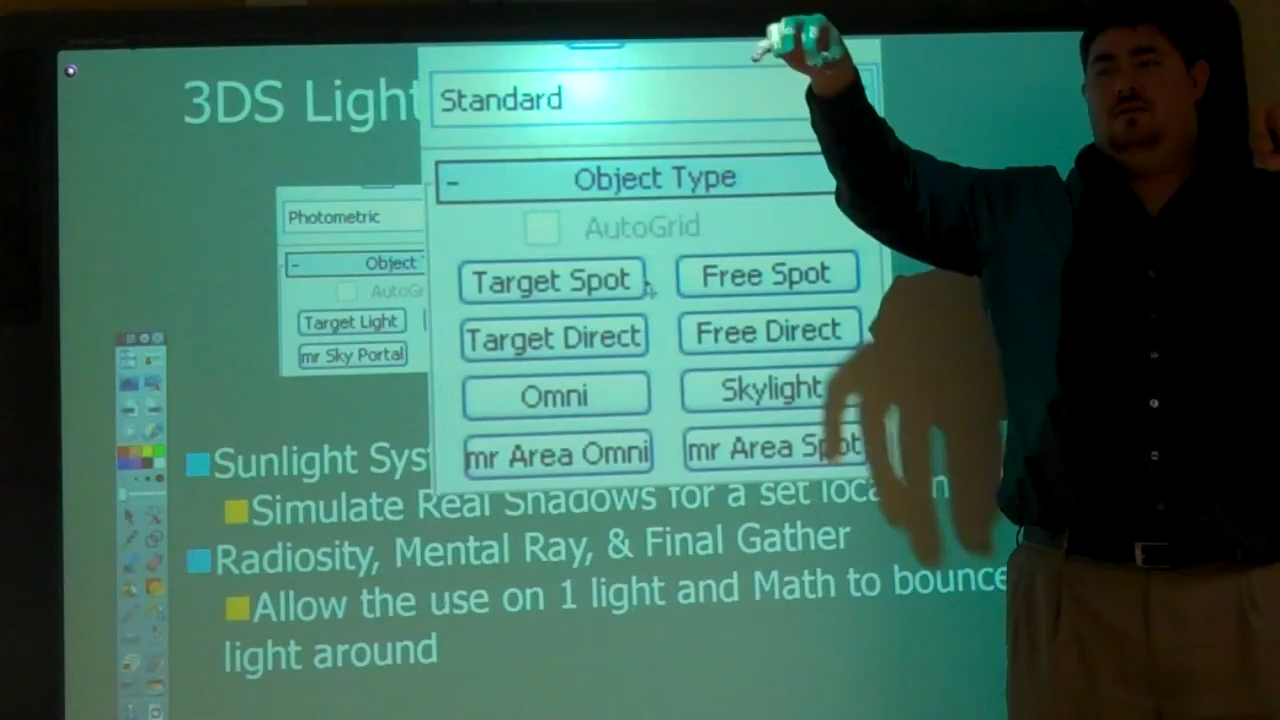 3DS Light
Standard
- Object Type
AutoGrid
Target Spot Free Spot
Target Direct Free Direct
Omni Skylight
mr Area Omni mr Area Spot
Photometric
- Object
AutoGr
Target Light
mr Sky Portal
Sunlight Sys
Simulate Real Shadows for a set
Radiosity, Mental Ray, & Final Gather
Allow the use on 1 light and Math to bounce
light around